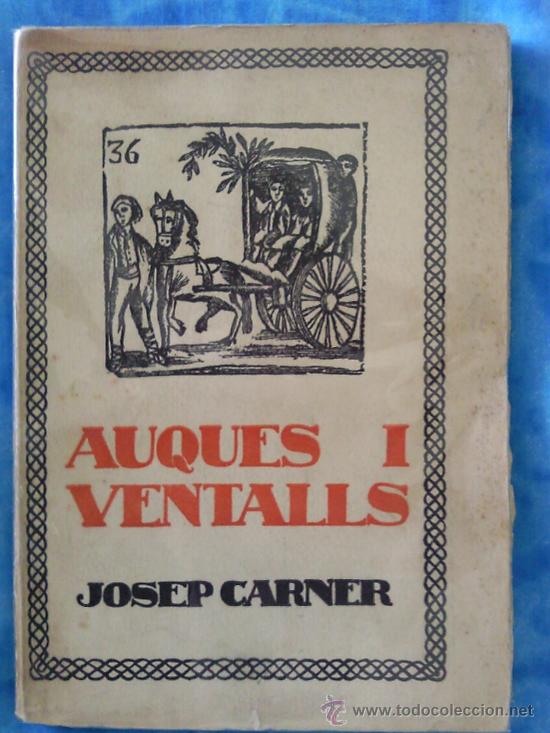 36
AUQUES I
VENTALLS
JOSEP CARNER
© www.todocoleccion.net